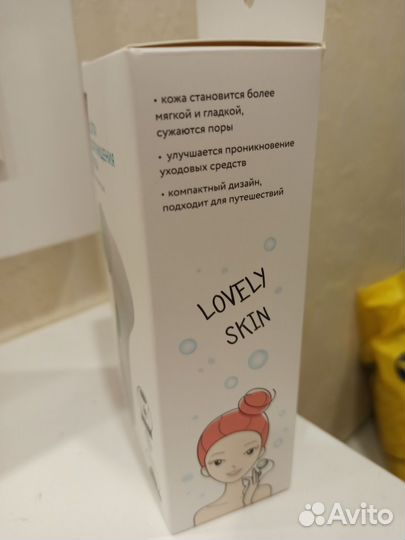 • кожа становится более
мягкой и гладкой,
сужаются поры
• улучшается проникновение
уходовых средств
• компактный дизайн,
подходит для путешествий
LOVELY
SKIN
Avito